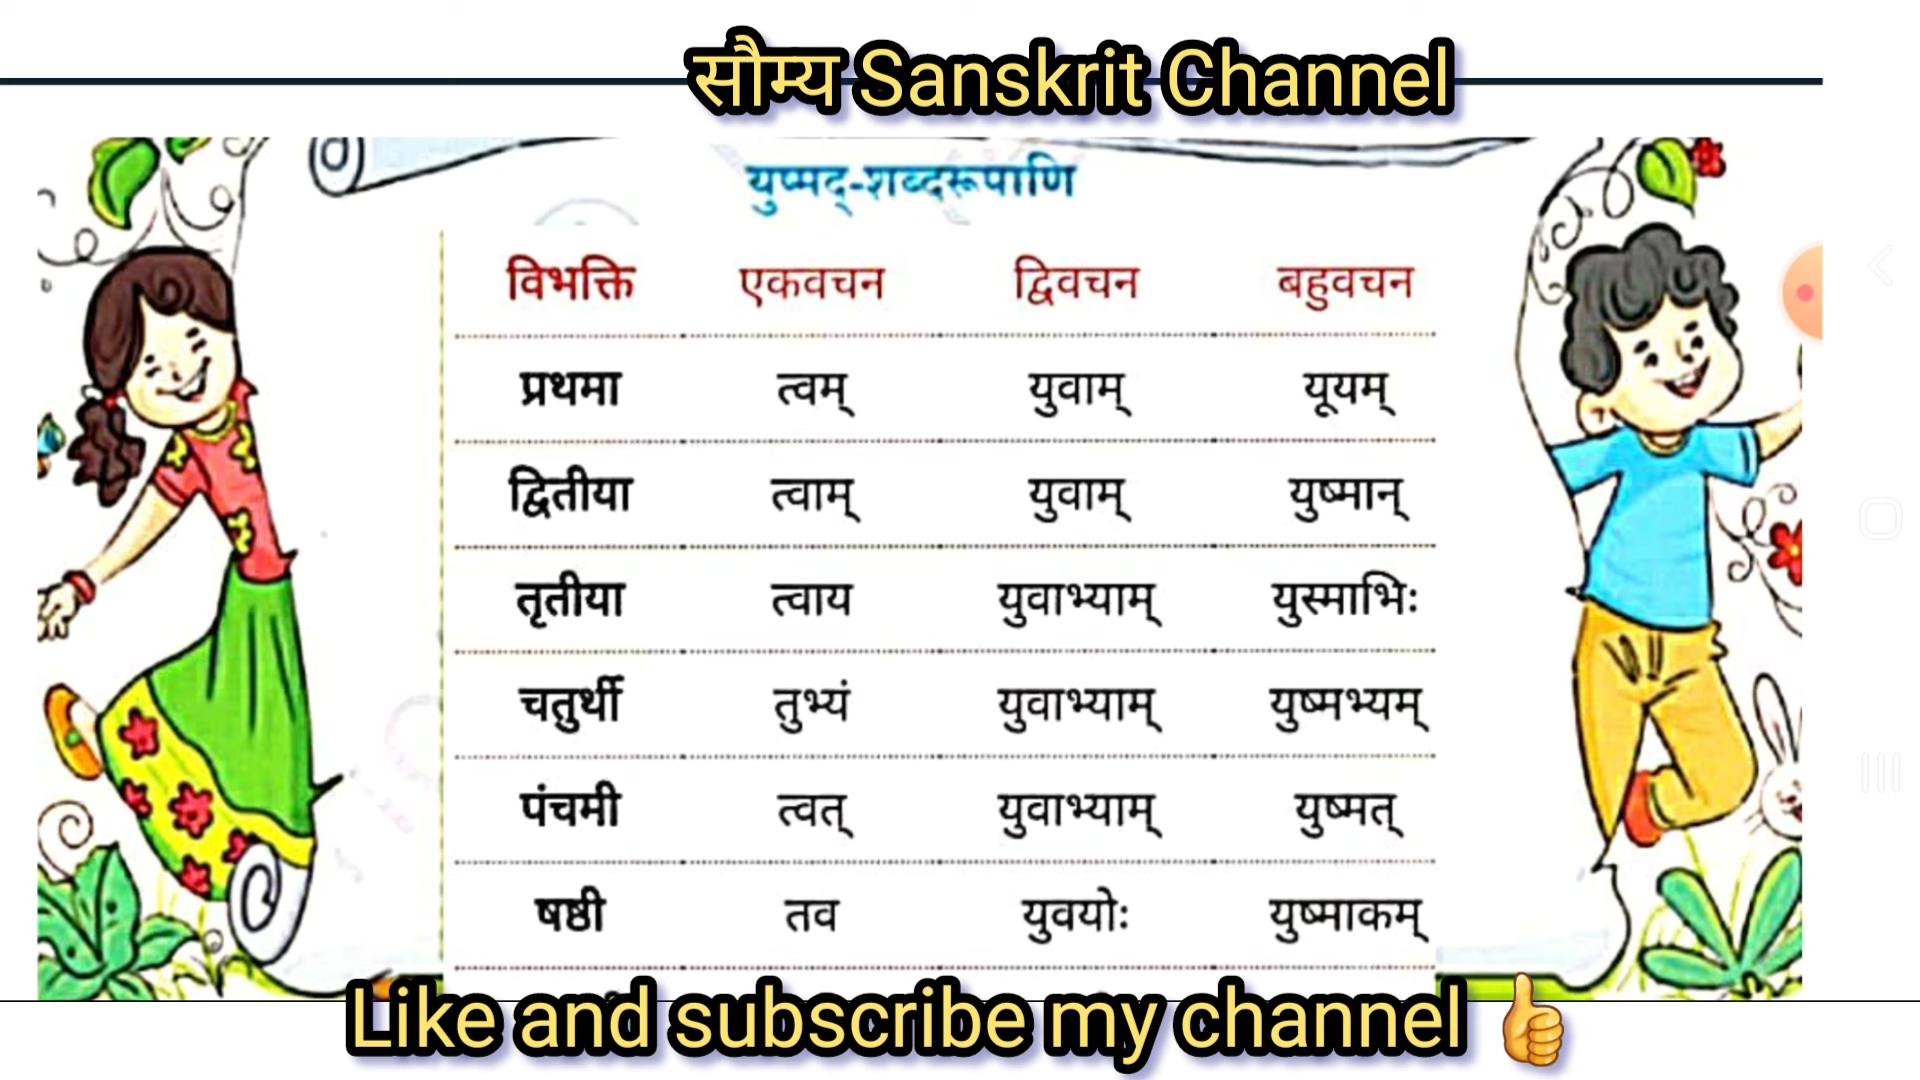 सौम्य Sanskrit Channel
युष्मद्-शब्दरूपाणि
विभक्ति एकवचन द्विवचन बहुवचन
प्रथमा त्वम् युवाम् यूयम्
द्वितीया त्वाम् युवाम् युष्मान्
तृतीया त्वाय युवाभ्याम् युस्माभिः
चतुर्थी तुभ्यं युवाभ्याम् युष्मभ्यम्
पंचमी त्वत् युवाभ्याम् युष्मत्
षष्ठी तव युवयोः युष्माकम्
Like and subscribe my channel 👍